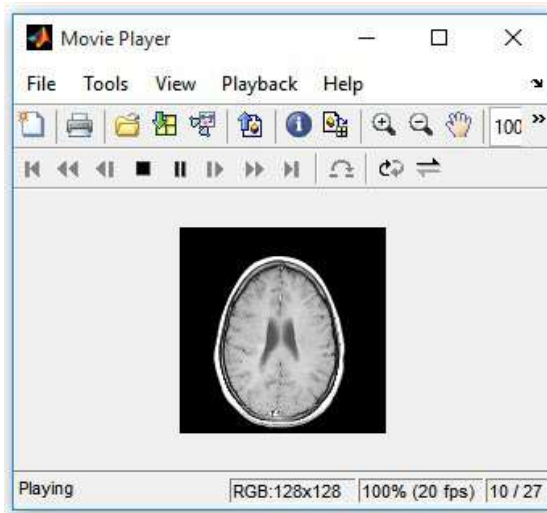 Movie Player
File Tools View Playback Help
100
Playing RGB:128x128 100% (20 fps) 10 / 27